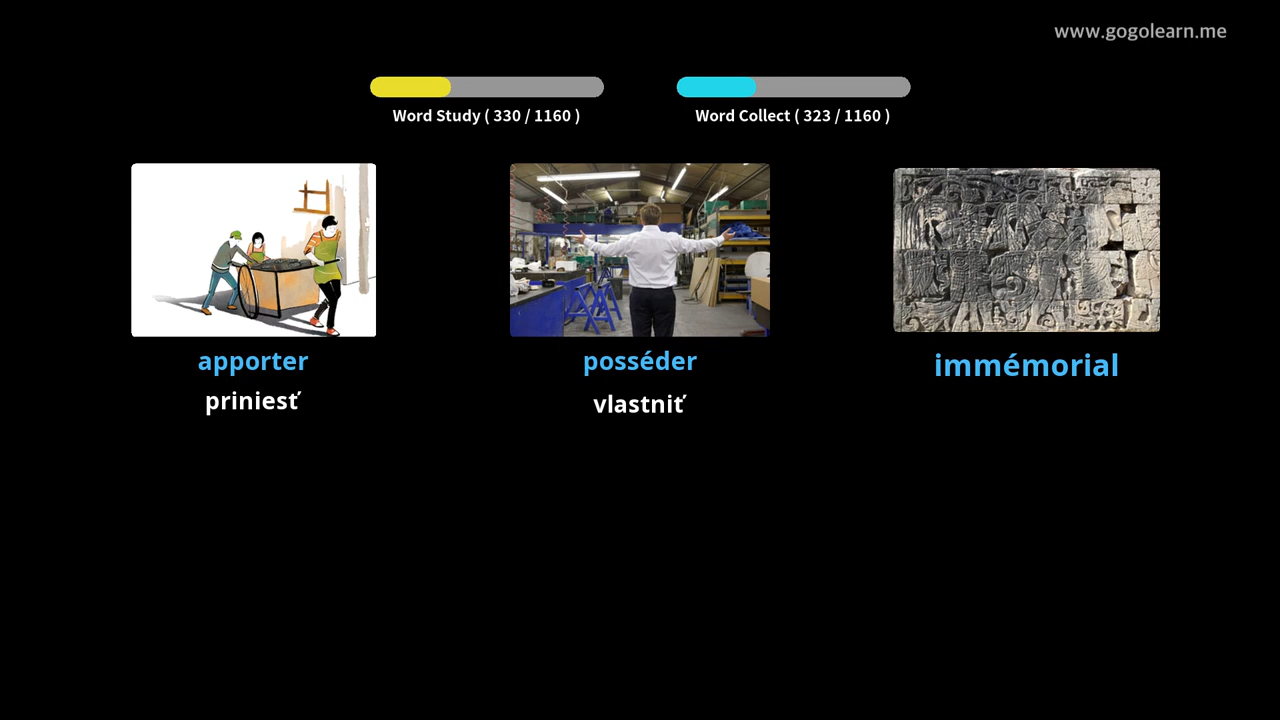 www.gogolearn.me
Word Study ( 330 / 1160 )
Word Collect ( 323 / 1160 )
apporter
priniesť
posséder
vlastniť
immémorial